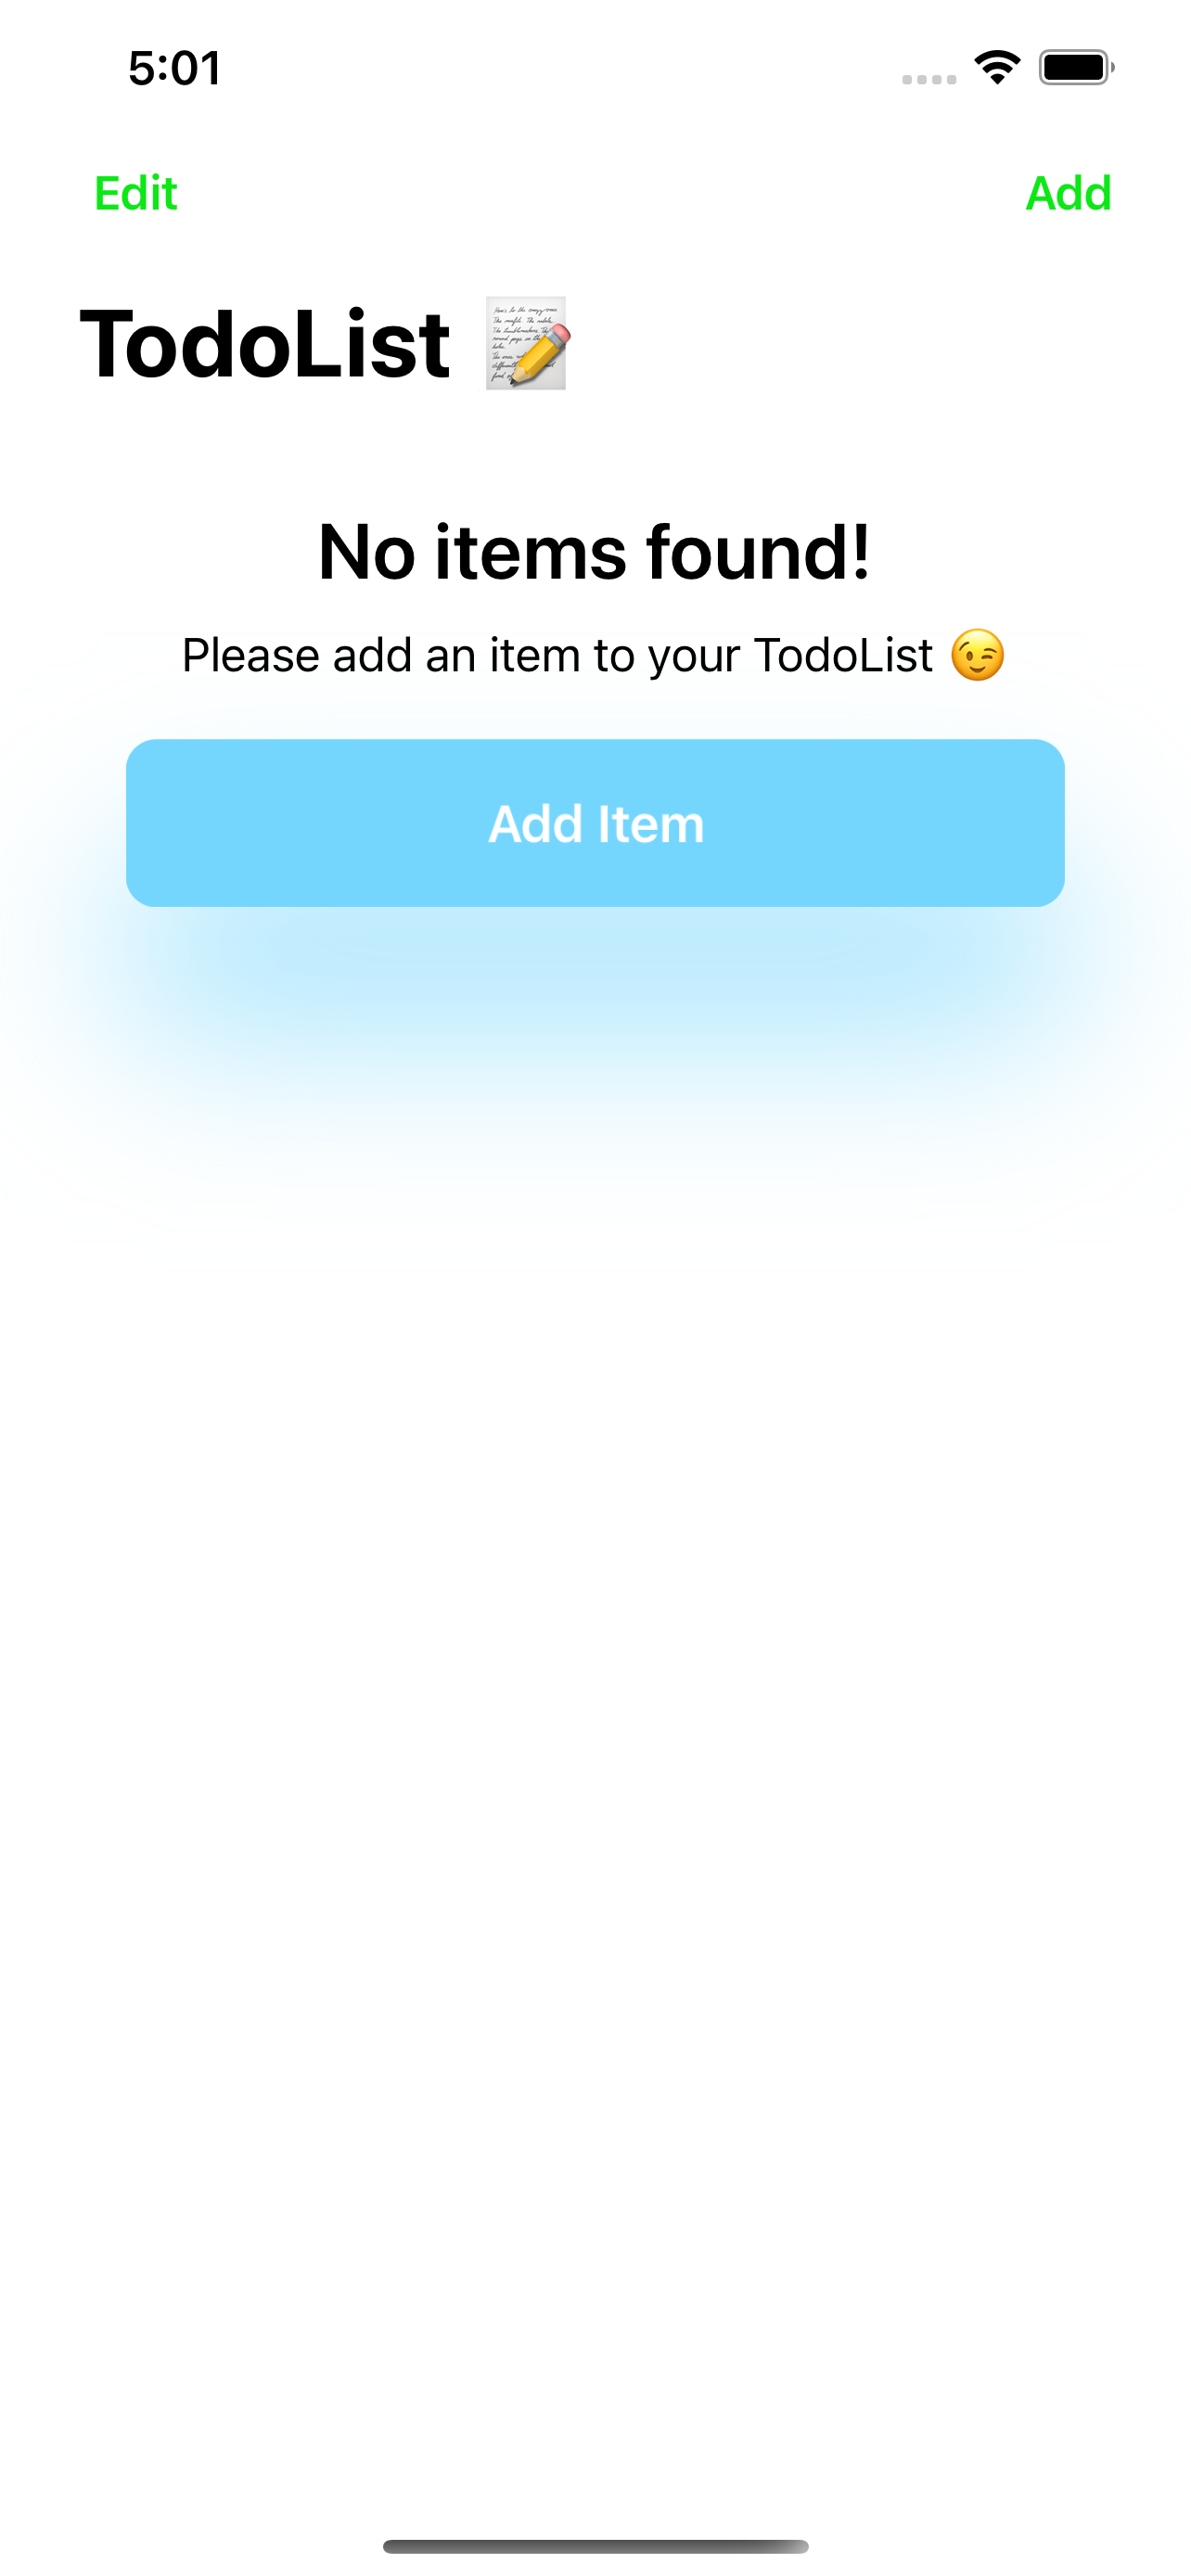 5:01
Edit Add
TodoList 📝
No items found!
Please add an item to your TodoList 😉
Add Item